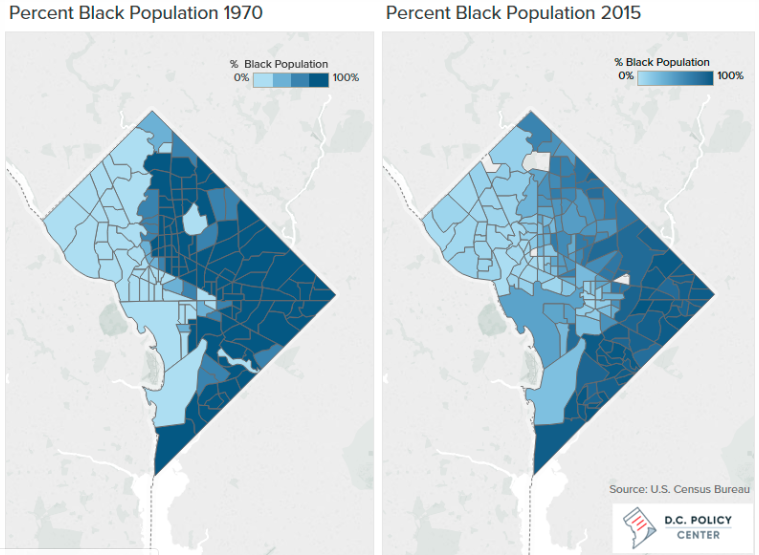 Percent Black Population 1970
% Black Population
0% 100%
Percent Black Population 2015
% Black Population
0% 100%
Source: U.S. Census Bureau
D.C. POLICY
CENTER